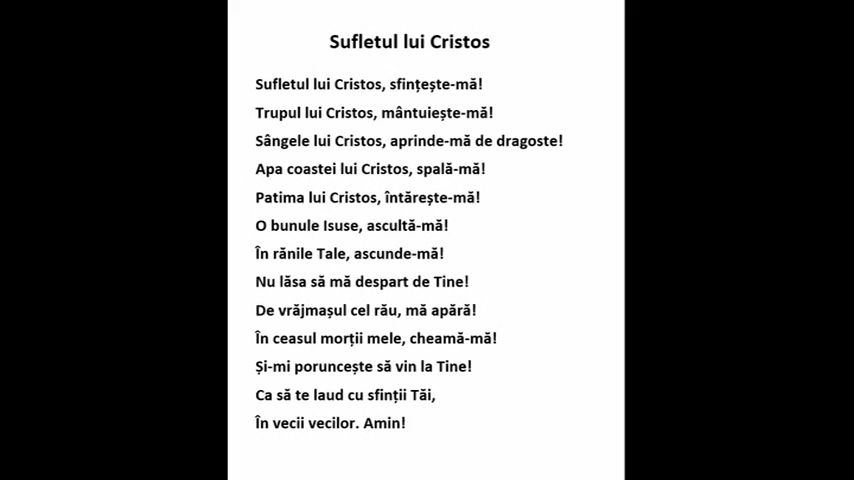 Sufletul lui Cristos
Sufletul lui Cristos, sfințește-mă!
Trupul lui Cristos, mântuiește-mă!
Sângele lui Cristos, aprinde-mă de dragoste!
Apa coastei lui Cristos, spală-mă!
Patima lui Cristos, întărește-mă!
O bunule Isuse, ascultă-mă!
În rănile Tale, ascunde-mă!
Nu lăsa să mă despart de Tine!
De vrăjmașul cel rău, mă apără!
În ceasul morții mele, cheamă-mă!
Și-mi poruncește să vin la Tine!
Ca să te laud cu sfinții Tăi,
În vecii vecilor. Amin!